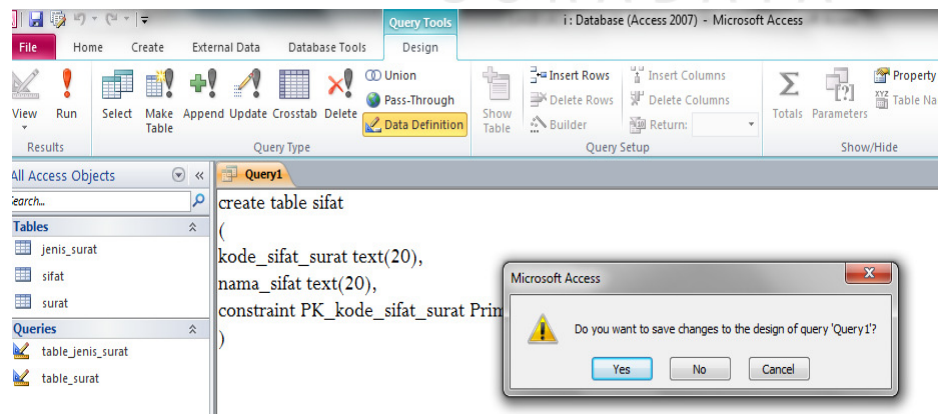 Query Tools
i : Database (Access 2007) - Microsoft Access
File Home Create External Data Database Tools Design
View Run Select Make Table Append Update Crosstab Delete
Union
Pass-Through
Data Definition
Show Table
Insert Rows
Delete Rows
Builder
Insert Columns
Delete Columns
Return:
Totals Parameters
Property
Table Na
Results Query Type Query Setup Show/Hide
All Access Objects
Search...
Tables
jenis_surat
sifat
surat
Queries
table_jenis_surat
table_surat
Query1
create table sifat
(
kode_sifat_surat text(20),
nama_sifat text(20),
constraint PK_kode_sifat_surat Prim
)
Microsoft Access
Do you want to save changes to the design of query 'Query1'?
Yes No Cancel